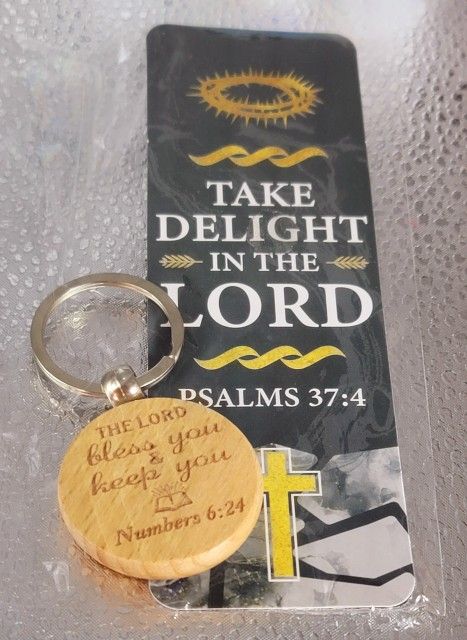 TAKE
DELIGHT
IN THE
LORD
PSALMS 37:4
THE LORD
bless you
&
keep you
Numbers 6:24